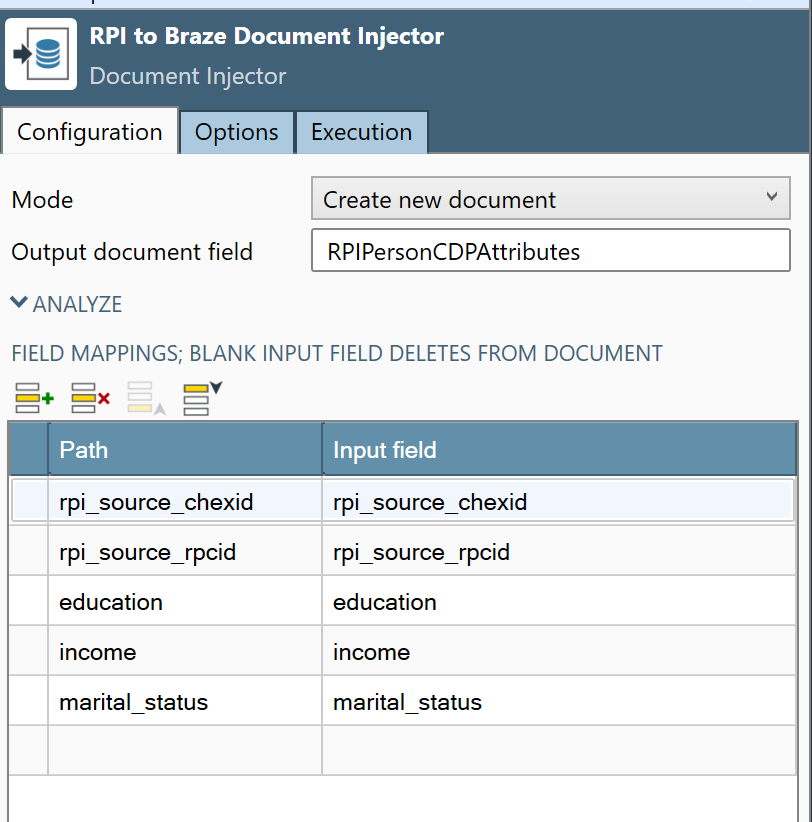 RPI to Braze Document Injector
Document Injector
Configuration Options Execution
Mode Create new document
Output document field RPIPersonCDPAttributes
ANALYZE
FIELD MAPPINGS; BLANK INPUT FIELD DELETES FROM DOCUMENT
Path Input field
rpi_source_chexid rpi_source_chexid
rpi_source_rpcid rpi_source_rpcid
education education
income income
marital_status marital_status